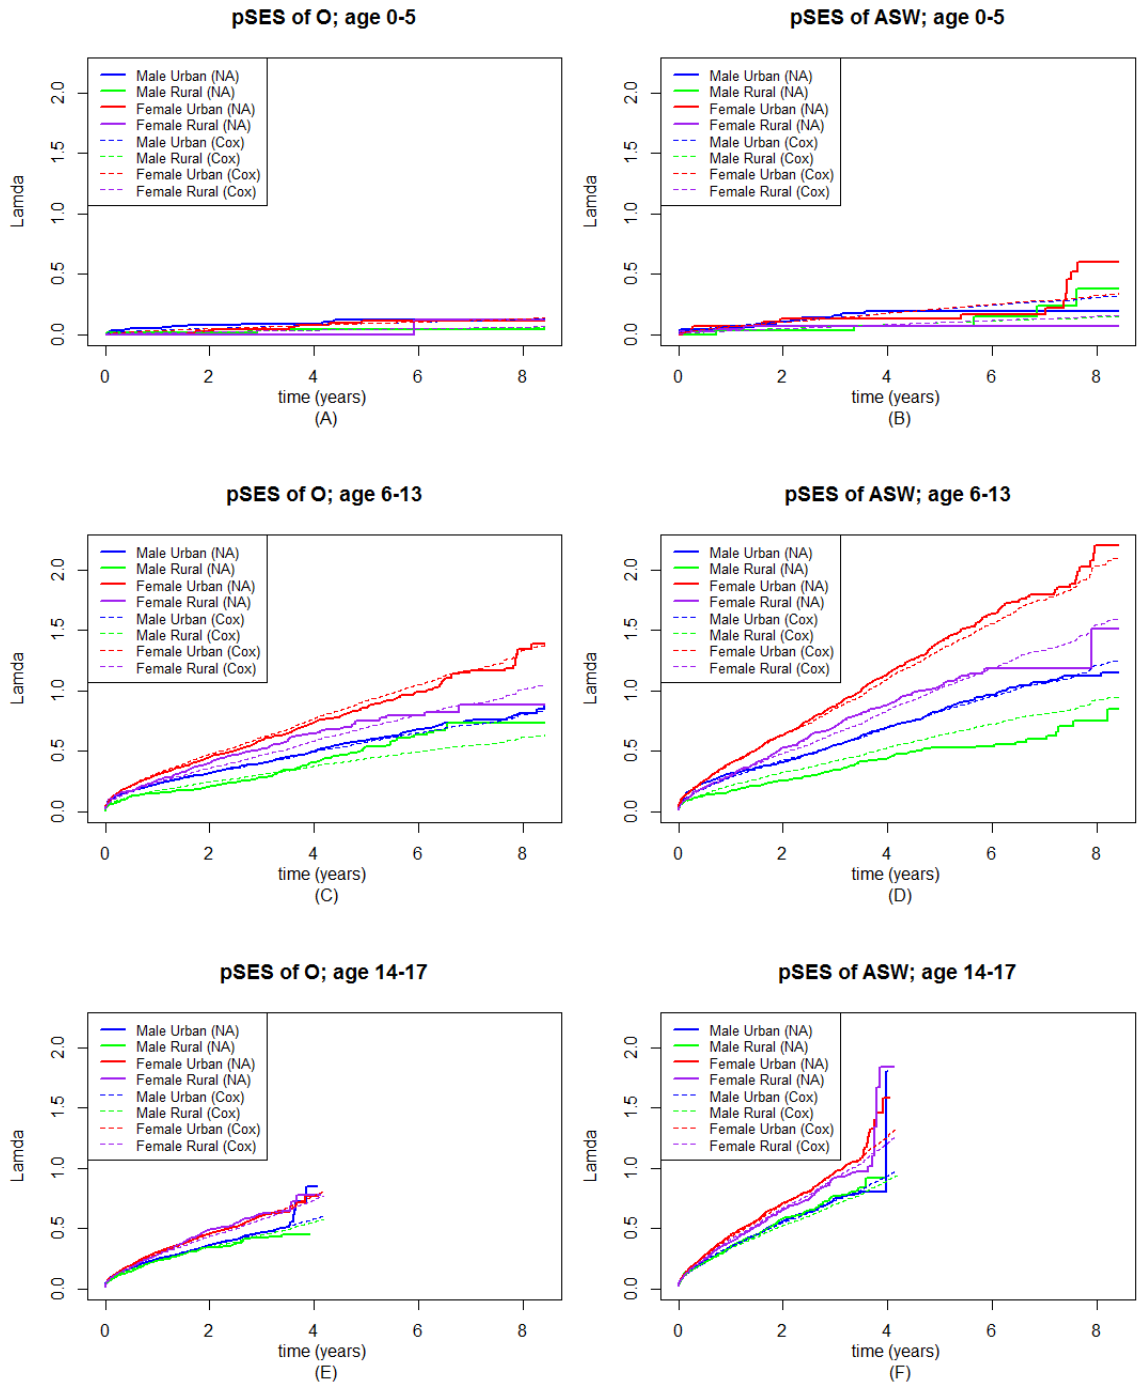 pSES of O; age 0-5
Male Urban (NA)
Male Rural (NA)
Female Urban (NA)
Female Rural (NA)
Male Urban (Cox)
Male Rural (Cox)
Female Urban (Cox)
Female Rural (Cox)
Lamda
0.0 0.5 1.0 1.5 2.0
0 2 4 6 8
time (years)
(A)
pSES of ASW; age 0-5
Male Urban (NA)
Male Rural (NA)
Female Urban (NA)
Female Rural (NA)
Male Urban (Cox)
Male Rural (Cox)
Female Urban (Cox)
Female Rural (Cox)
Lamda
0.0 0.5 1.0 1.5 2.0
0 2 4 6 8
time (years)
(B)
pSES of O; age 6-13
Male Urban (NA)
Male Rural (NA)
Female Urban (NA)
Female Rural (NA)
Male Urban (Cox)
Male Rural (Cox)
Female Urban (Cox)
Female Rural (Cox)
Lamda
0.0 0.5 1.0 1.5 2.0
0 2 4 6 8
time (years)
(C)
pSES of ASW; age 6-13
Male Urban (NA)
Male Rural (NA)
Female Urban (NA)
Female Rural (NA)
Male Urban (Cox)
Male Rural (Cox)
Female Urban (Cox)
Female Rural (Cox)
Lamda
0.0 0.5 1.0 1.5 2.0
0 2 4 6 8
time (years)
(D)
pSES of O; age 14-17
Male Urban (NA)
Male Rural (NA)
Female Urban (NA)
Female Rural (NA)
Male Urban (Cox)
Male Rural (Cox)
Female Urban (Cox)
Female Rural (Cox)
Lamda
0.0 0.5 1.0 1.5 2.0
0 2 4 6 8
time (years)
(E)
pSES of ASW; age 14-17
Male Urban (NA)
Male Rural (NA)
Female Urban (NA)
Female Rural (NA)
Male Urban (Cox)
Male Rural (Cox)
Female Urban (Cox)
Female Rural (Cox)
Lamda
0.0 0.5 1.0 1.5 2.0
0 2 4 6 8
time (years)
(F)